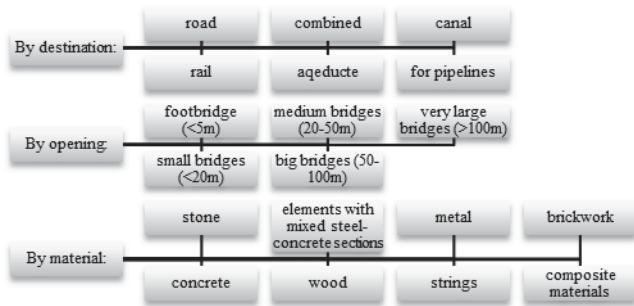 road
combined
canal
By destination:
rail
aqeducte
for pipelines
footbridge
(<5m)
medium bridges
(20-50m)
very large
bridges (>100m)
By opening:
small bridges
(<20m)
big bridges (50-
100m)
stone
elements with
mixed steel-
concrete sections
metal
brickwork
By material:
concrete
wood
strings
composite
materials